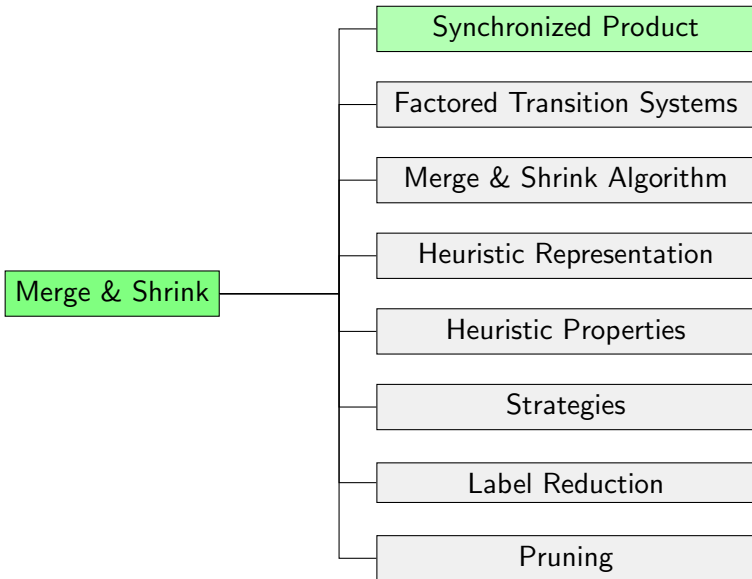 Synchronized Product
Factored Transition Systems
Merge & Shrink Algorithm
Heuristic Representation
Merge & Shrink
Heuristic Properties
Strategies
Label Reduction
Pruning